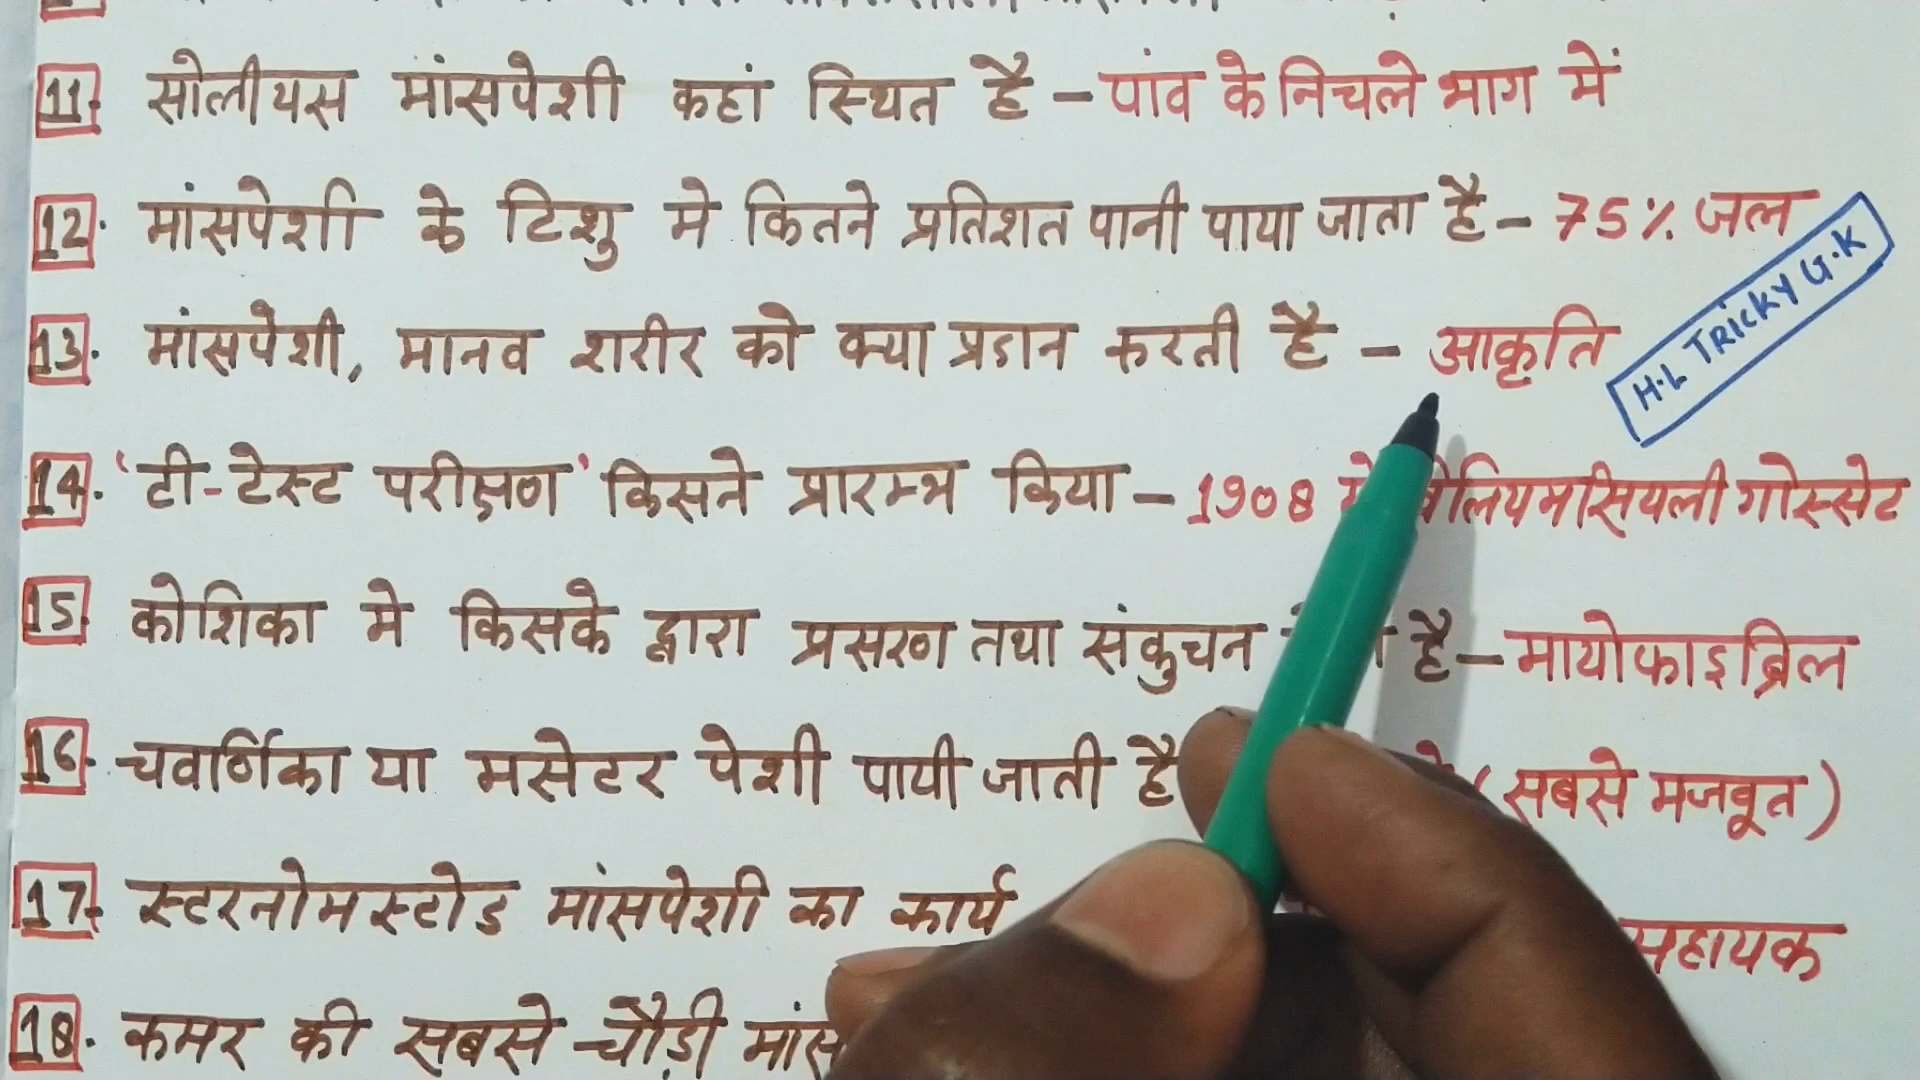 11. सोलीयस मांसपेशी कहां स्थित है – पांव के निचले भाग में
12. मांसपेशी के टिशु मे कितने प्रतिशत पानी पाया जाता है – 75% जल
13. मांसपेशी, मानव शरीर को क्या प्रदान करती है – आकृति
H.L TRICKY G.K
14. 'टी-टेस्ट परीक्षण' किसने प्रारम्भ किया – 1908 मे सियली गोस्सेट
15. कोशिका मे किसके द्वारा प्रसरण तथा संकुचन है – मायोफाइब्रिल
16. चवर्णिका या मसेटर पेशी पायी जाती है (सबसे मजबूत)
17. स्टरनोमस्टोड मांसपेशी का कार्य सहायक
18. कमर की सबसे चौड़ी